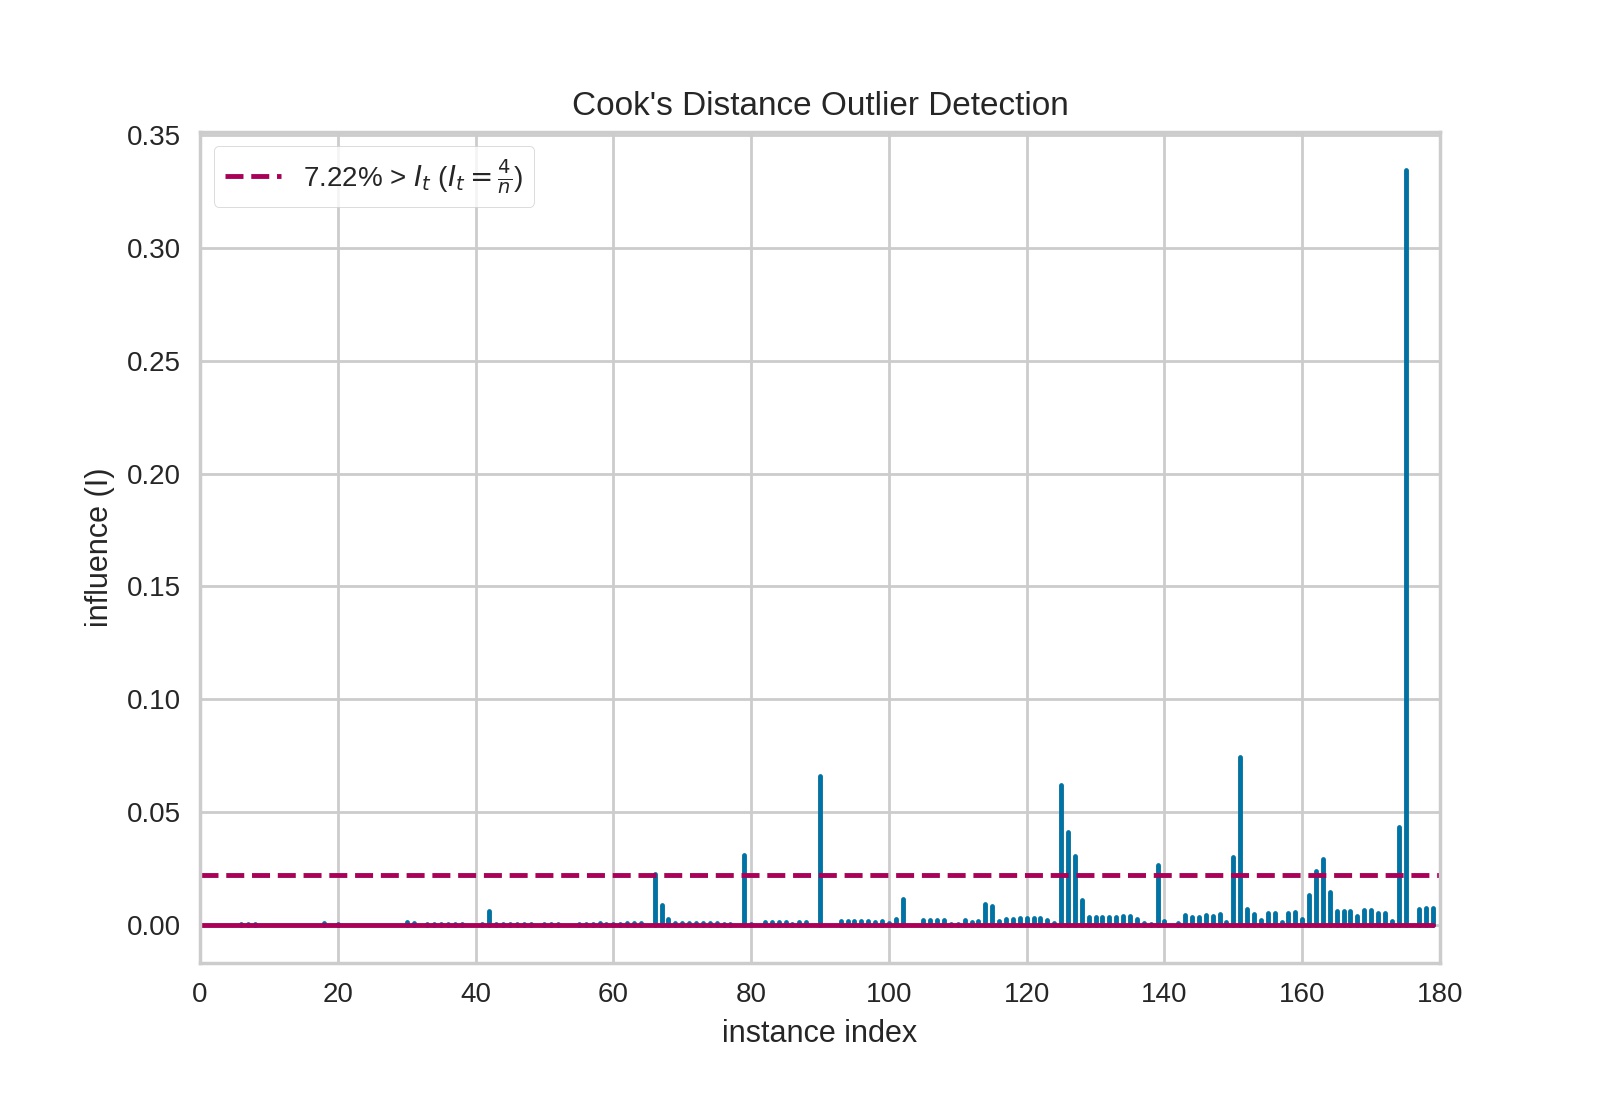 Cook's Distance Outlier Detection
0.35
7.22% > I_t (I_t = 4/n)
0.30
0.25
0.20
0.15
0.10
0.05
0.00
influence (I)
0 20 40 60 80 100 120 140 160 180
instance index